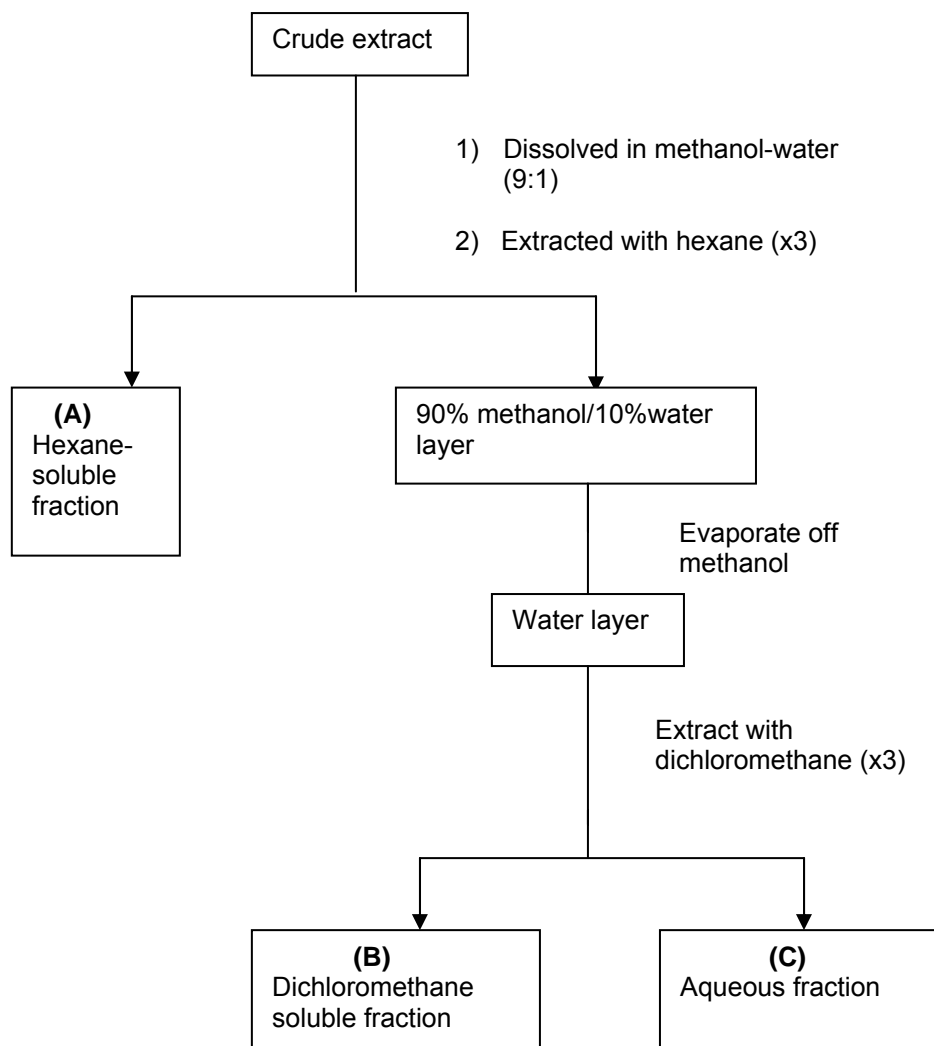 Crude extract
1) Dissolved in methanol-water
(9:1)
2) Extracted with hexane (x3)
(A)
Hexane-
soluble
fraction
90% methanol/10%water
layer
Evaporate off
methanol
Water layer
Extract with
dichloromethane (x3)
(B)
Dichloromethane
soluble fraction
(C)
Aqueous fraction